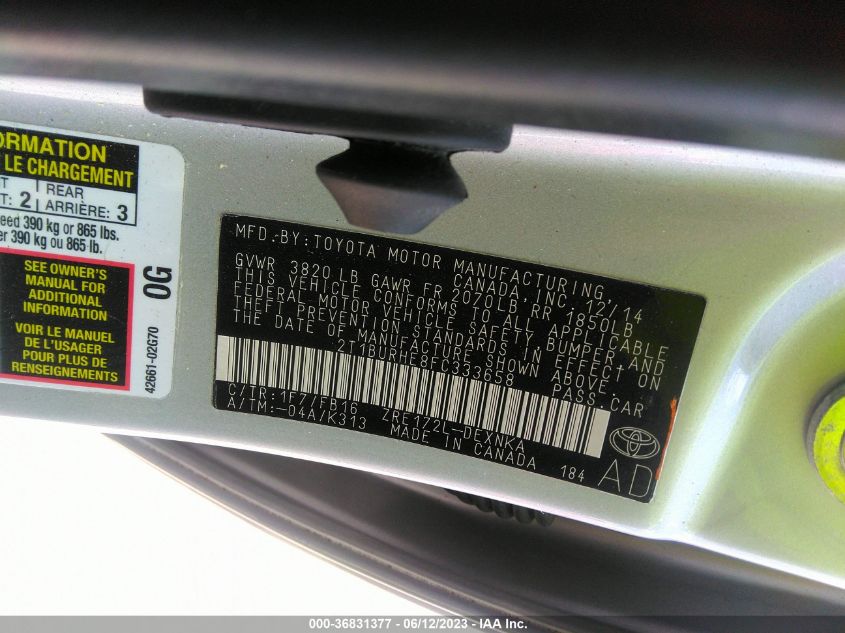 ORMATION
LE CHARGEMENT
T | REAR
T: 2 | ARRIÈRE: 3
eed 390 kg or 865 lbs.
er 390 kg ou 865 lb.
SEE OWNER'S
MANUAL FOR
ADDITIONAL
INFORMATION
VOIR LE MANUEL
DE L'USAGER
POUR PLUS DE
RENSEIGNEMENTS
0G
42661-02G70
MFD.BY:TOYOTA MOTOR MANUFACTURING,
CANADA, INC. 12/14
GVWR 3820 LB GAWR FR 2070LB RR 1850LB
THIS VEHICLE CONFORMS TO ALL APPLICABLE
FEDERAL MOTOR VEHICLE SAFETY, BUMPER AND
THEFT PREVENTION STANDARDS IN EFFECT ON
THE DATE OF MANUFACTURE SHOWN ABOVE.
2T1BURHE8FC333658 PASS.CAR
C/TR:1F7/FB16 ZRE172L-DEXNKA
A/TM:-04A/K313 MADE IN CANADA 184
AD
000-36831377 - 06/12/2023 - IAA Inc.